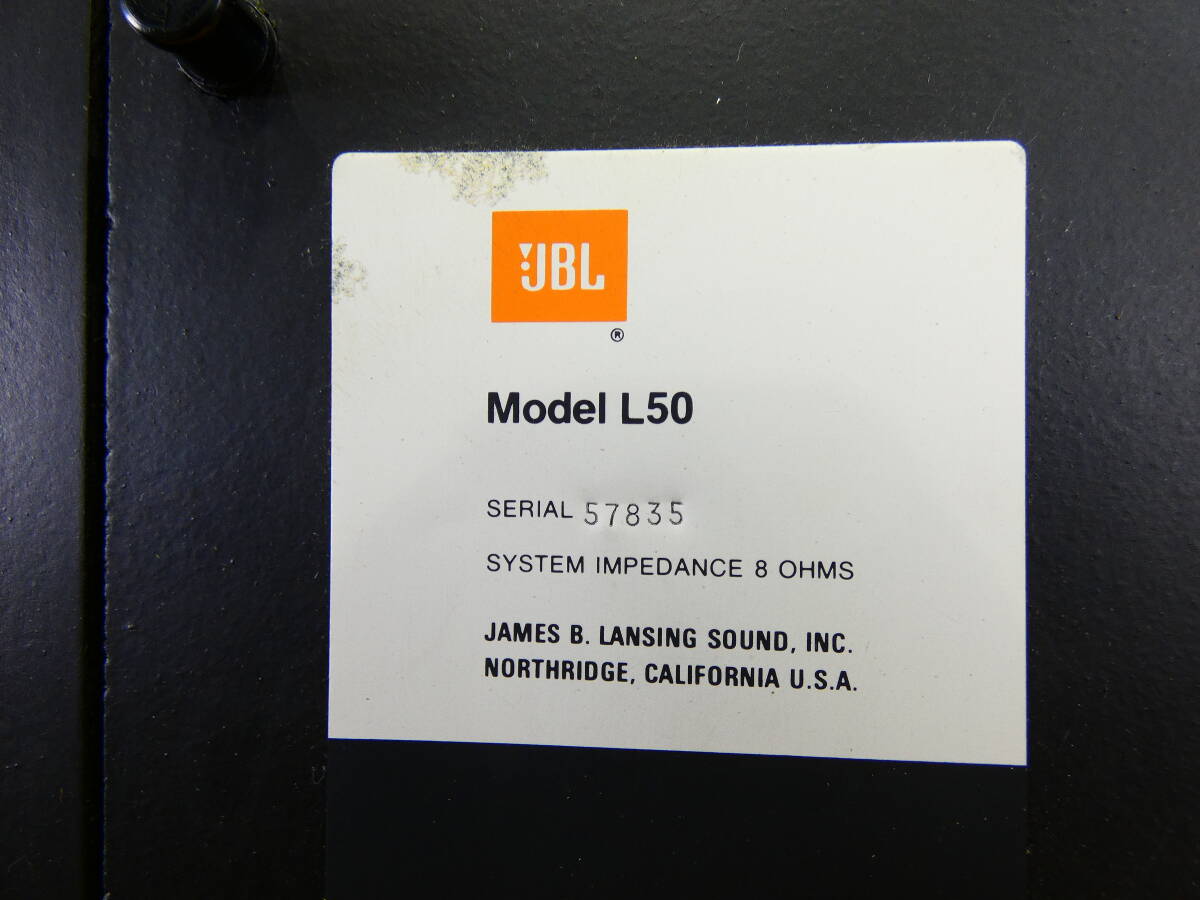 JBL
®
Model L50
SERIAL 57835
SYSTEM IMPEDANCE 8 OHMS
JAMES B. LANSING SOUND, INC.
NORTHRIDGE, CALIFORNIA U.S.A.